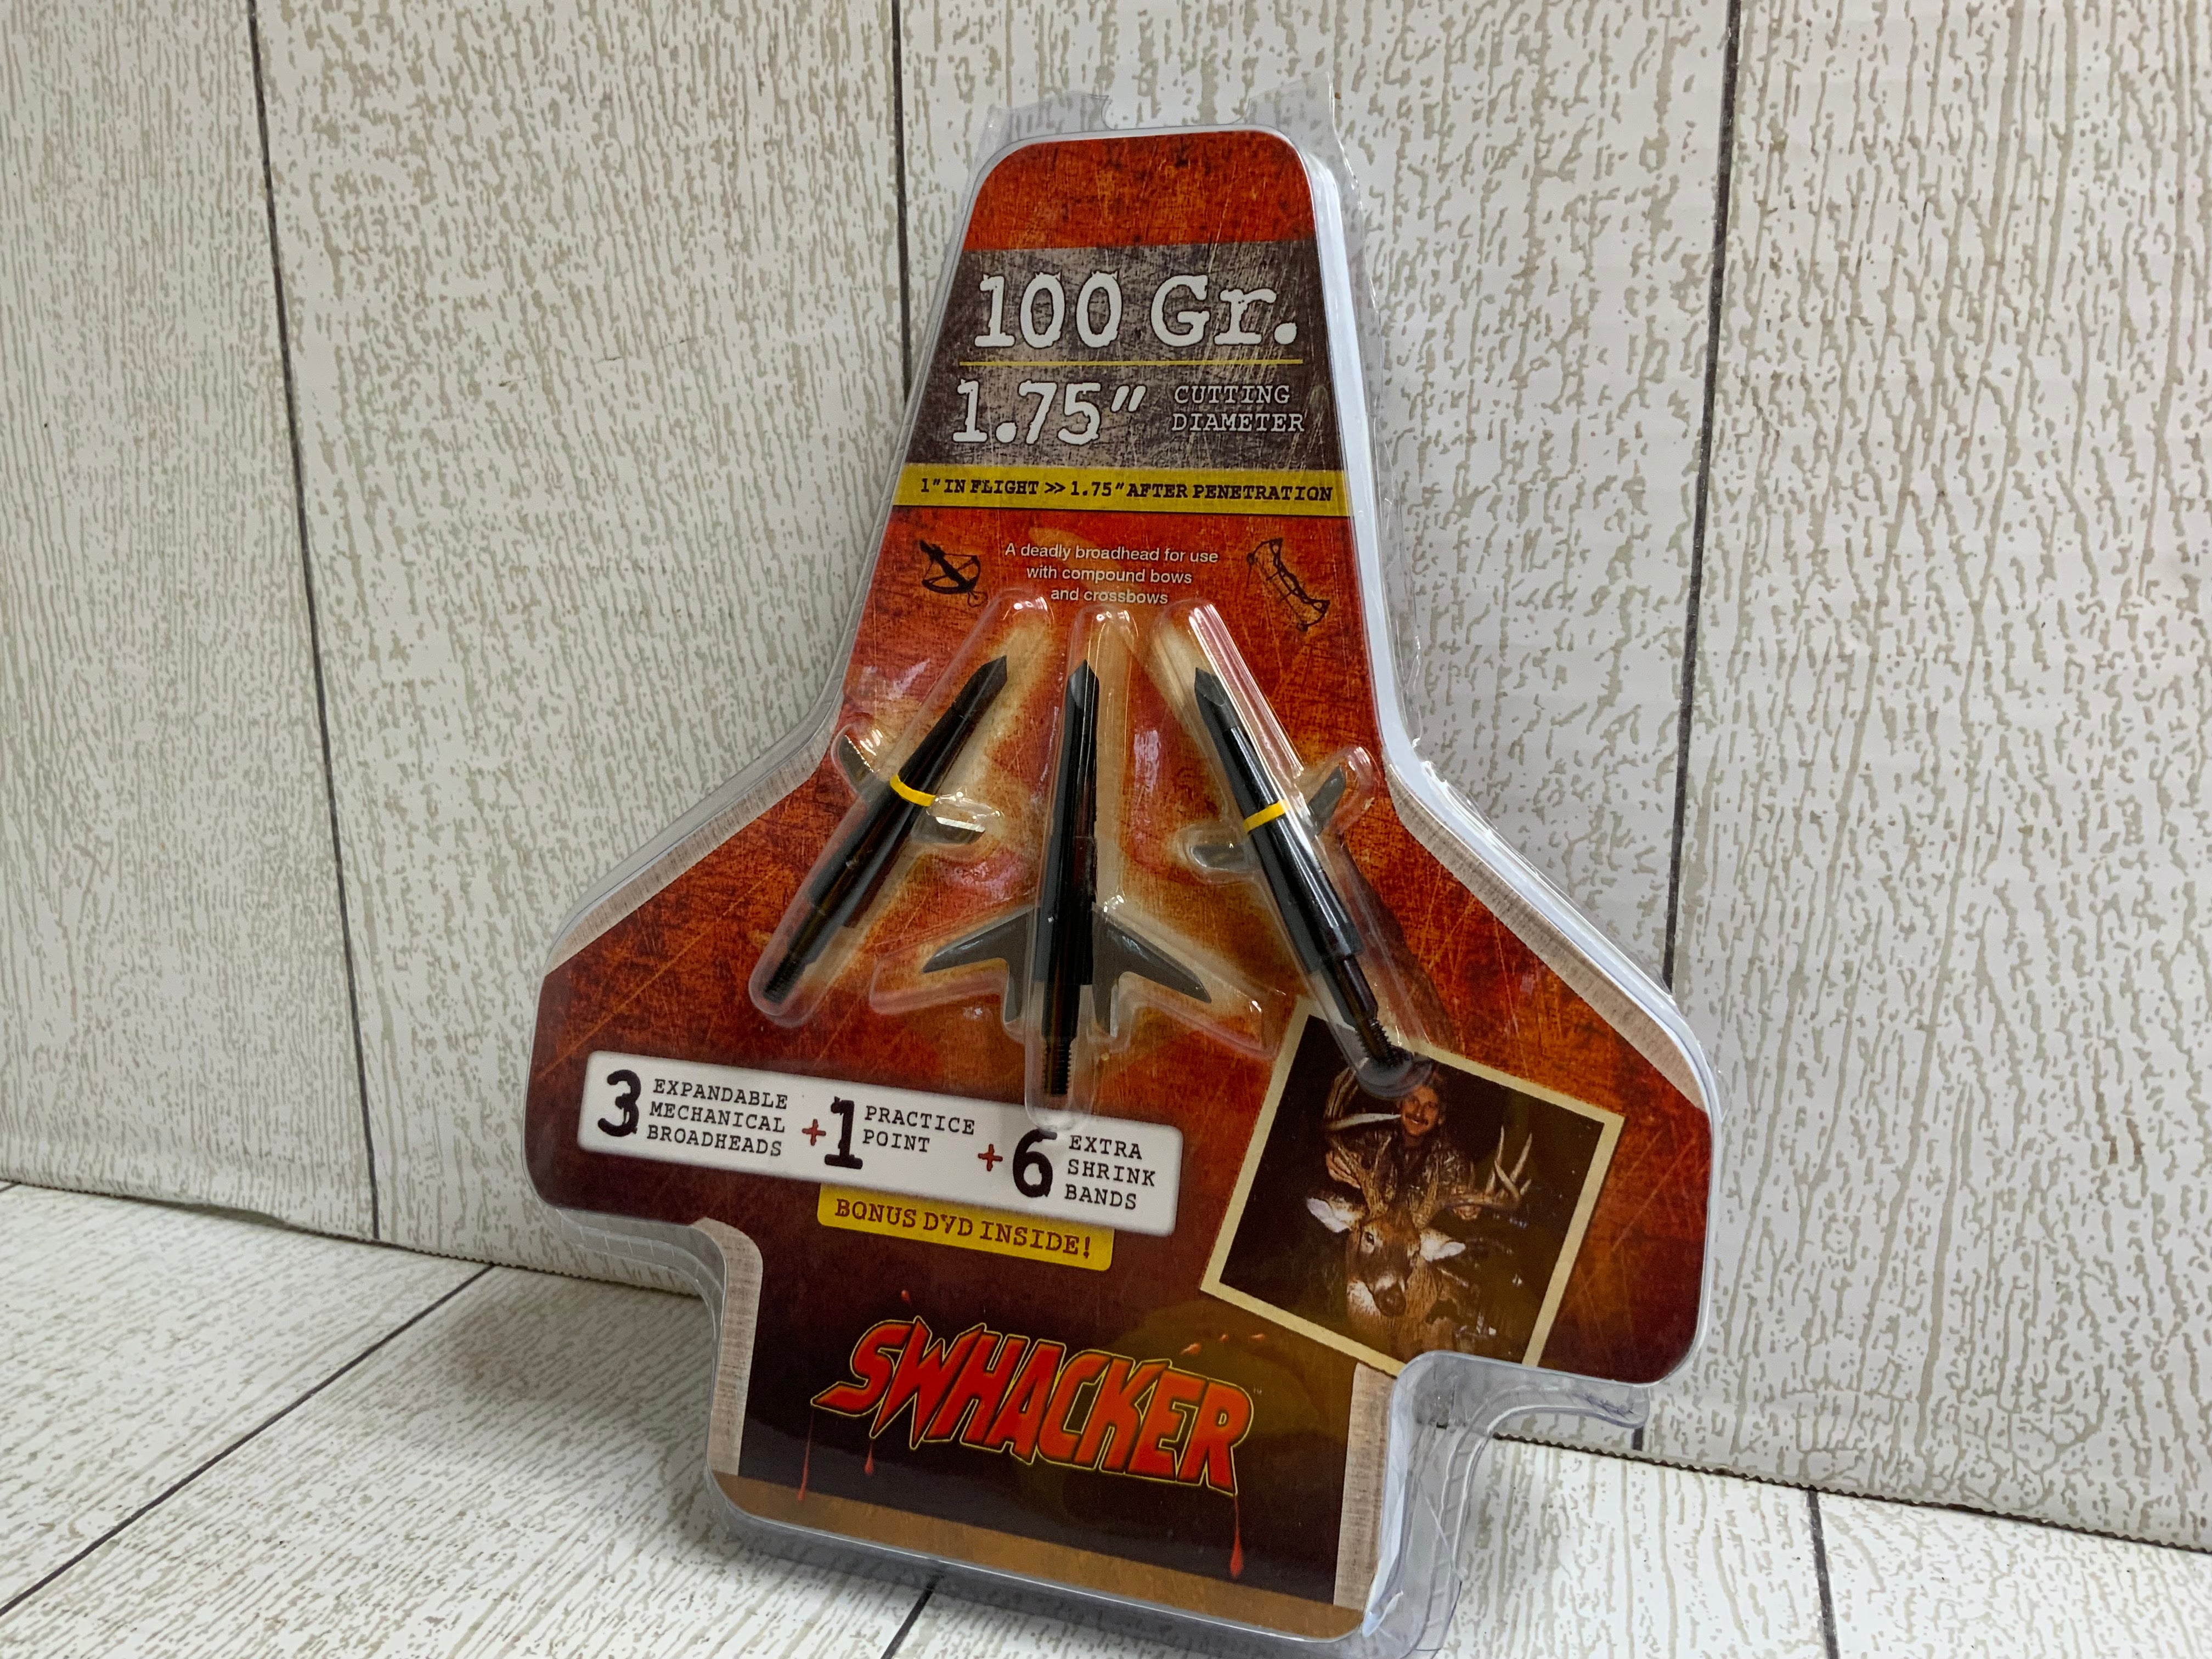 100 Gr.
1.75" CUTTING
DIAMETER
1" IN FLIGHT >> 1.75" AFTER PENETRATION
A deadly broadhead for use
with compound bows
and crossbows
3 EXPANDABLE
MECHANICAL
BROADHEADS
+1 PRACTICE
POINT
+6 EXTRA
SHRINK
BANDS
BONUS DVD INSIDE!
SWHACKER